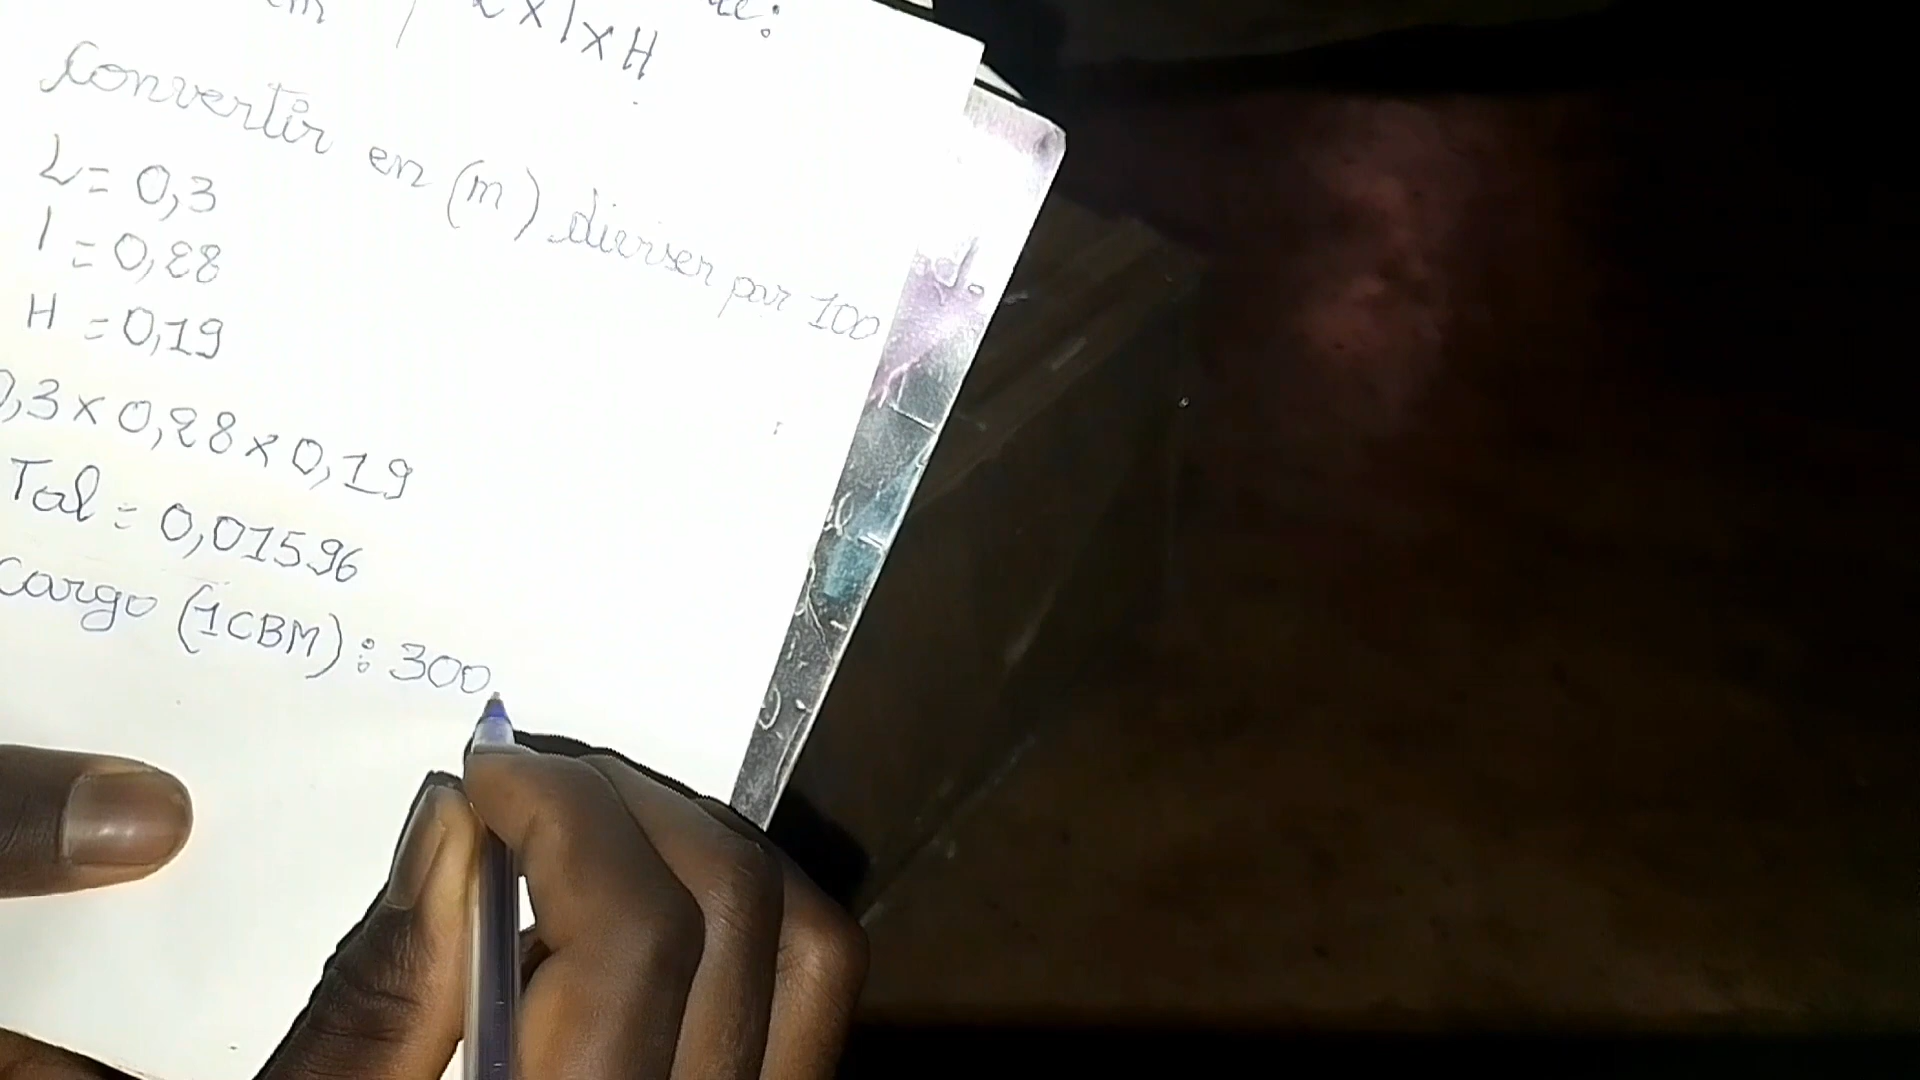 L x l x H
Convertir en (m) diviser par 100
L = 0,3
l = 0,28
H = 0,19
0,3 x 0,28 x 0,19
Tal = 0,01596
Cargo (1CBM) : 300